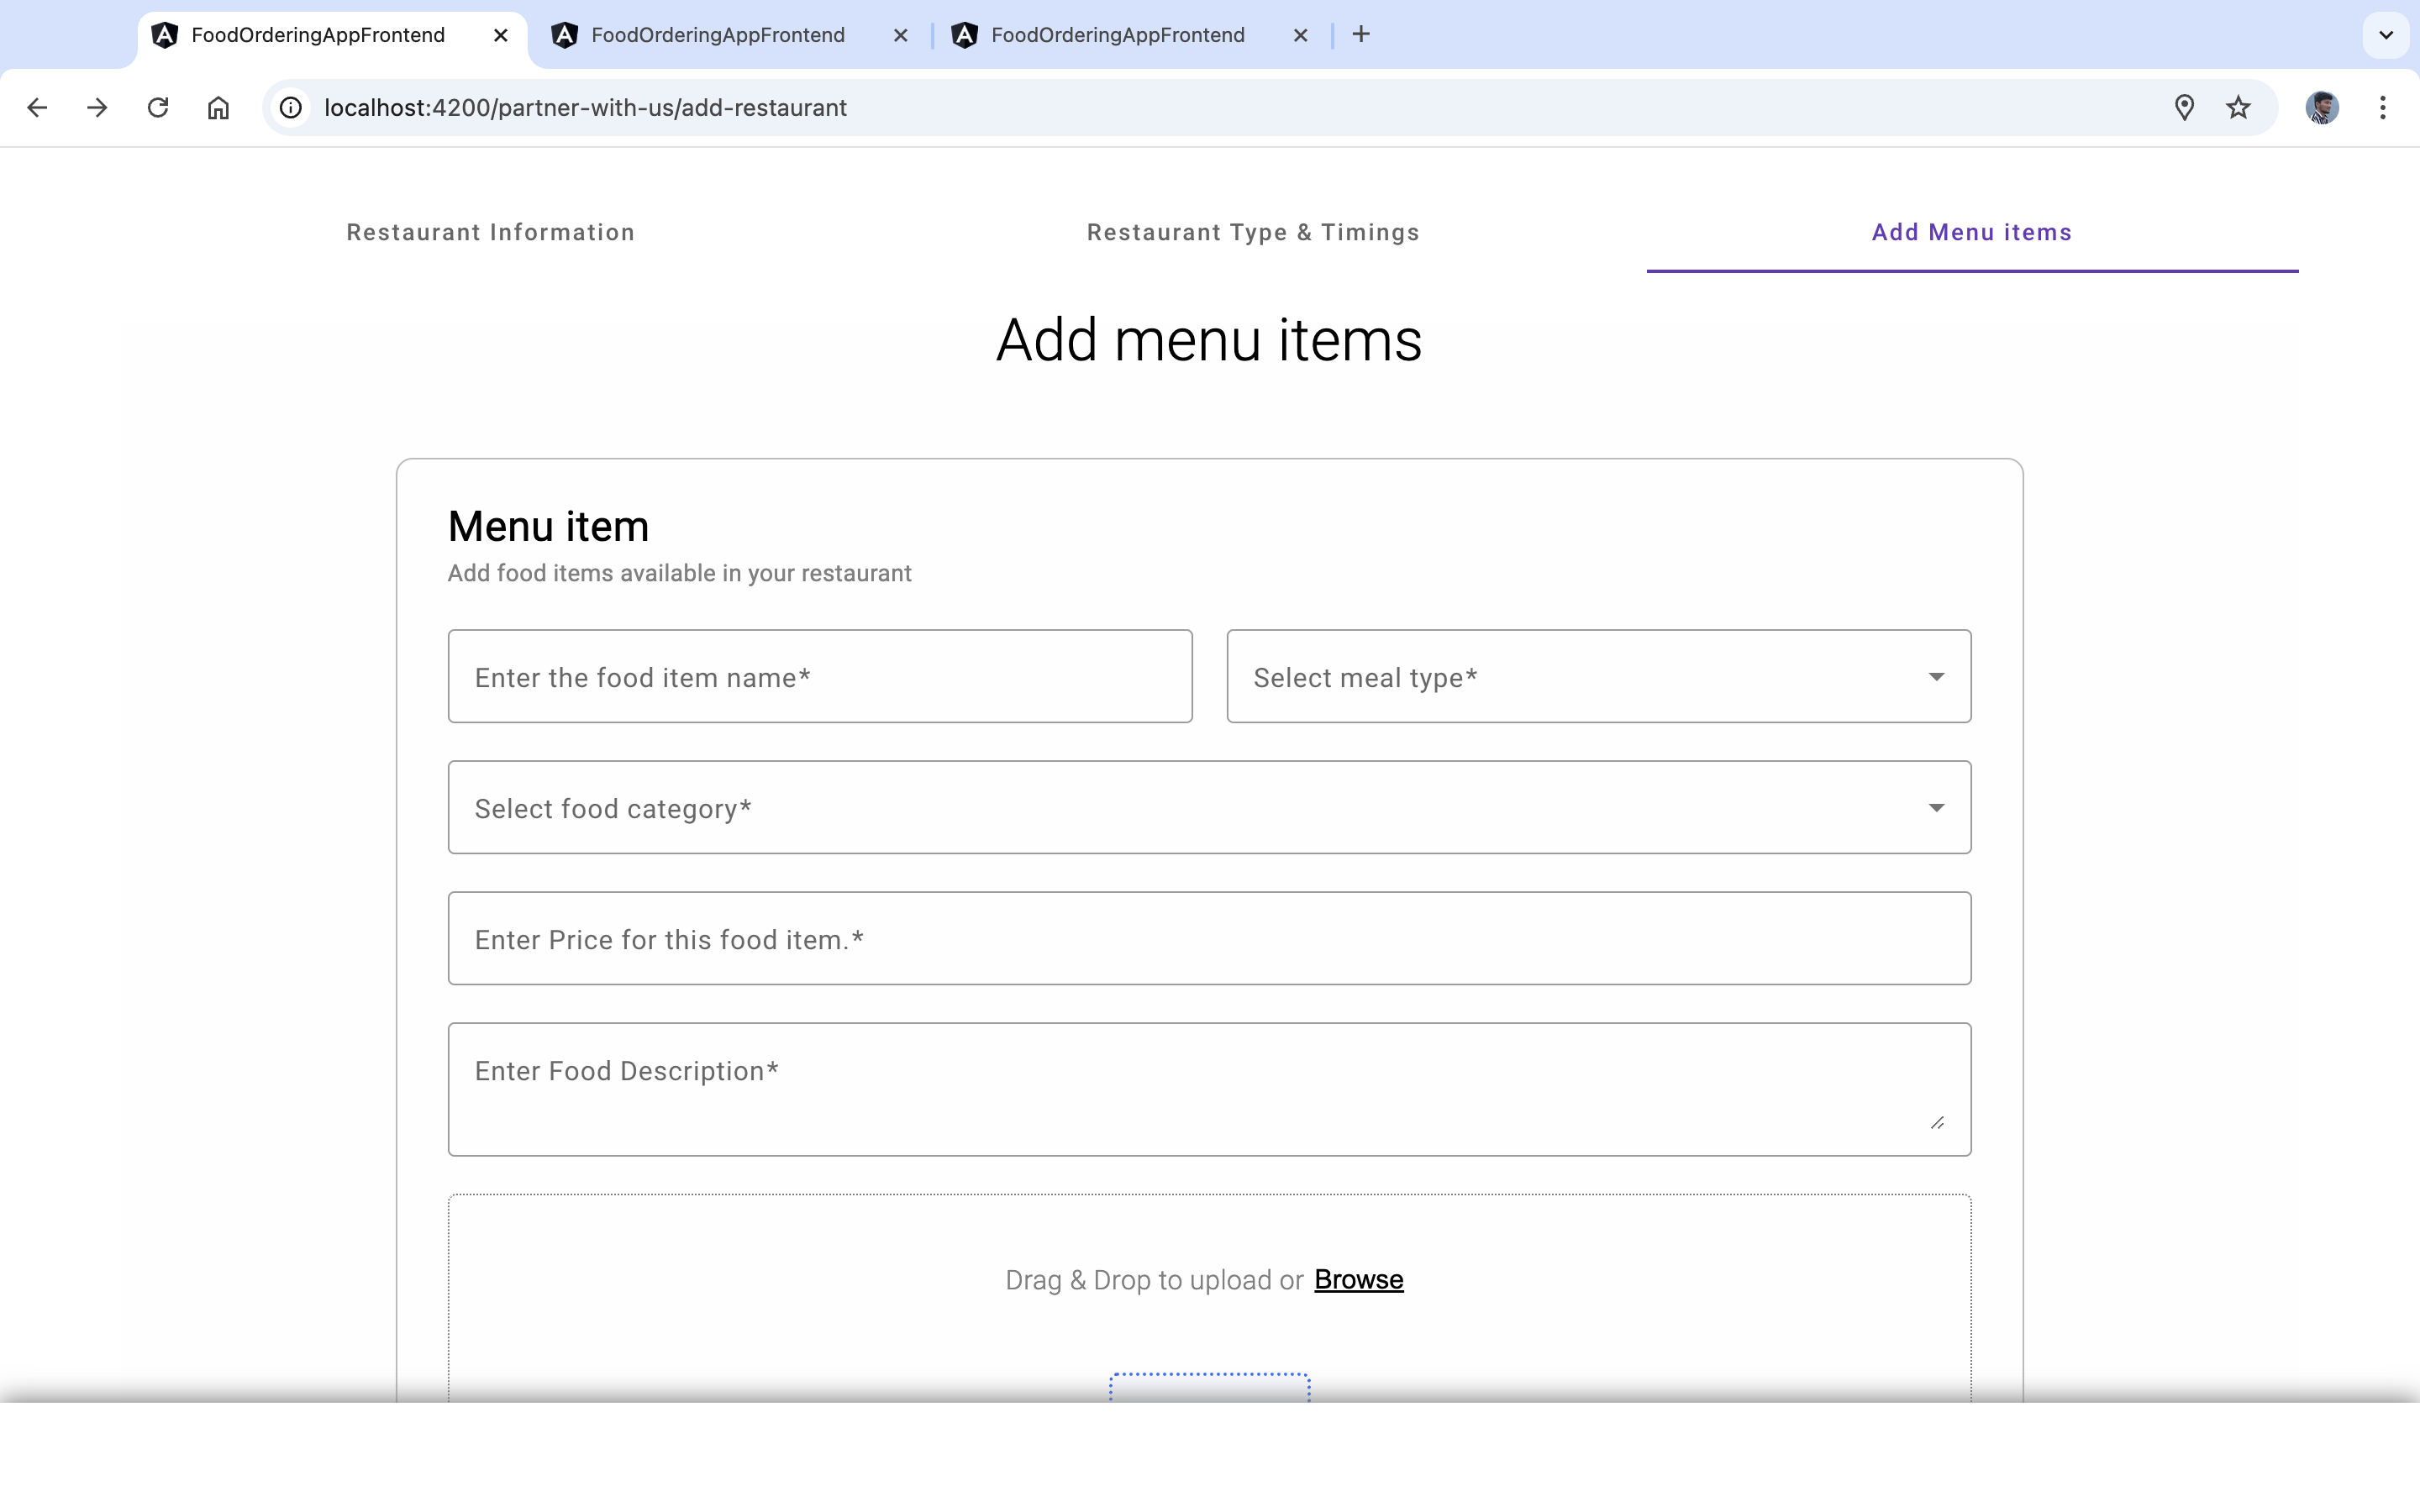 FoodOrderingAppFrontend FoodOrderingAppFrontend FoodOrderingAppFrontend
localhost:4200/partner-with-us/add-restaurant
Restaurant Information Restaurant Type & Timings Add Menu items
Add menu items
Menu item
Add food items available in your restaurant
Enter the food item name* Select meal type*
Select food category*
Enter Price for this food item.*
Enter Food Description*
Drag & Drop to upload or Browse